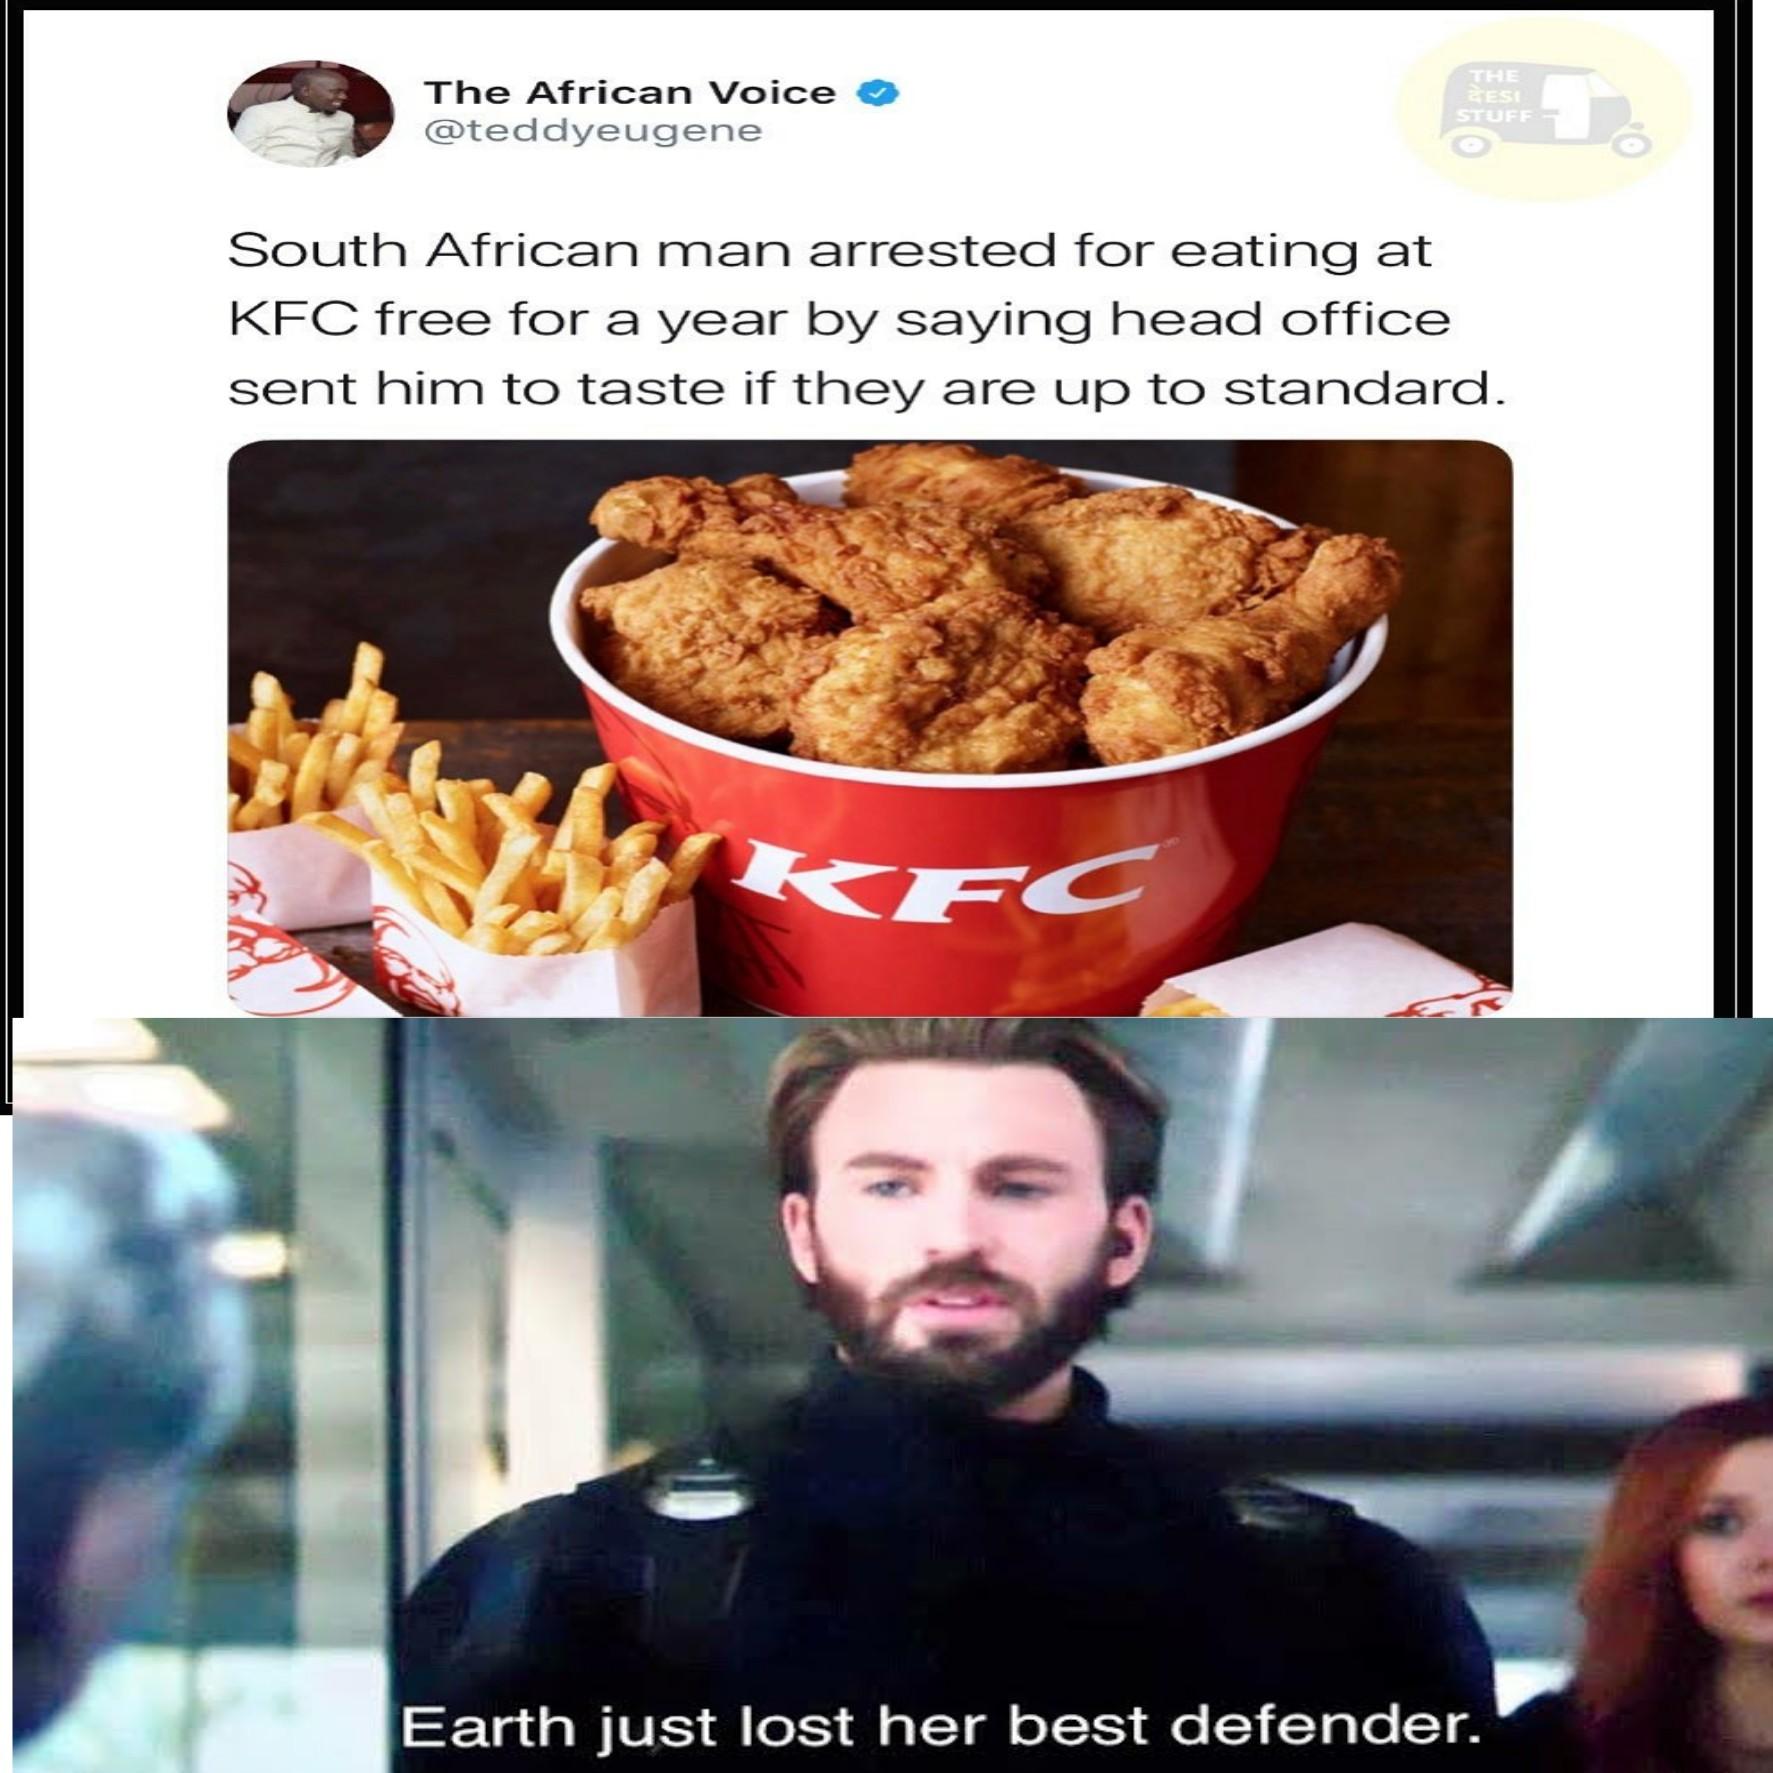 The African Voice
@teddyeugene
THE
देESI
STUFF
South African man arrested for eating at
KFC free for a year by saying head office
sent him to taste if they are up to standard.
KFC
Earth just lost her best defender.